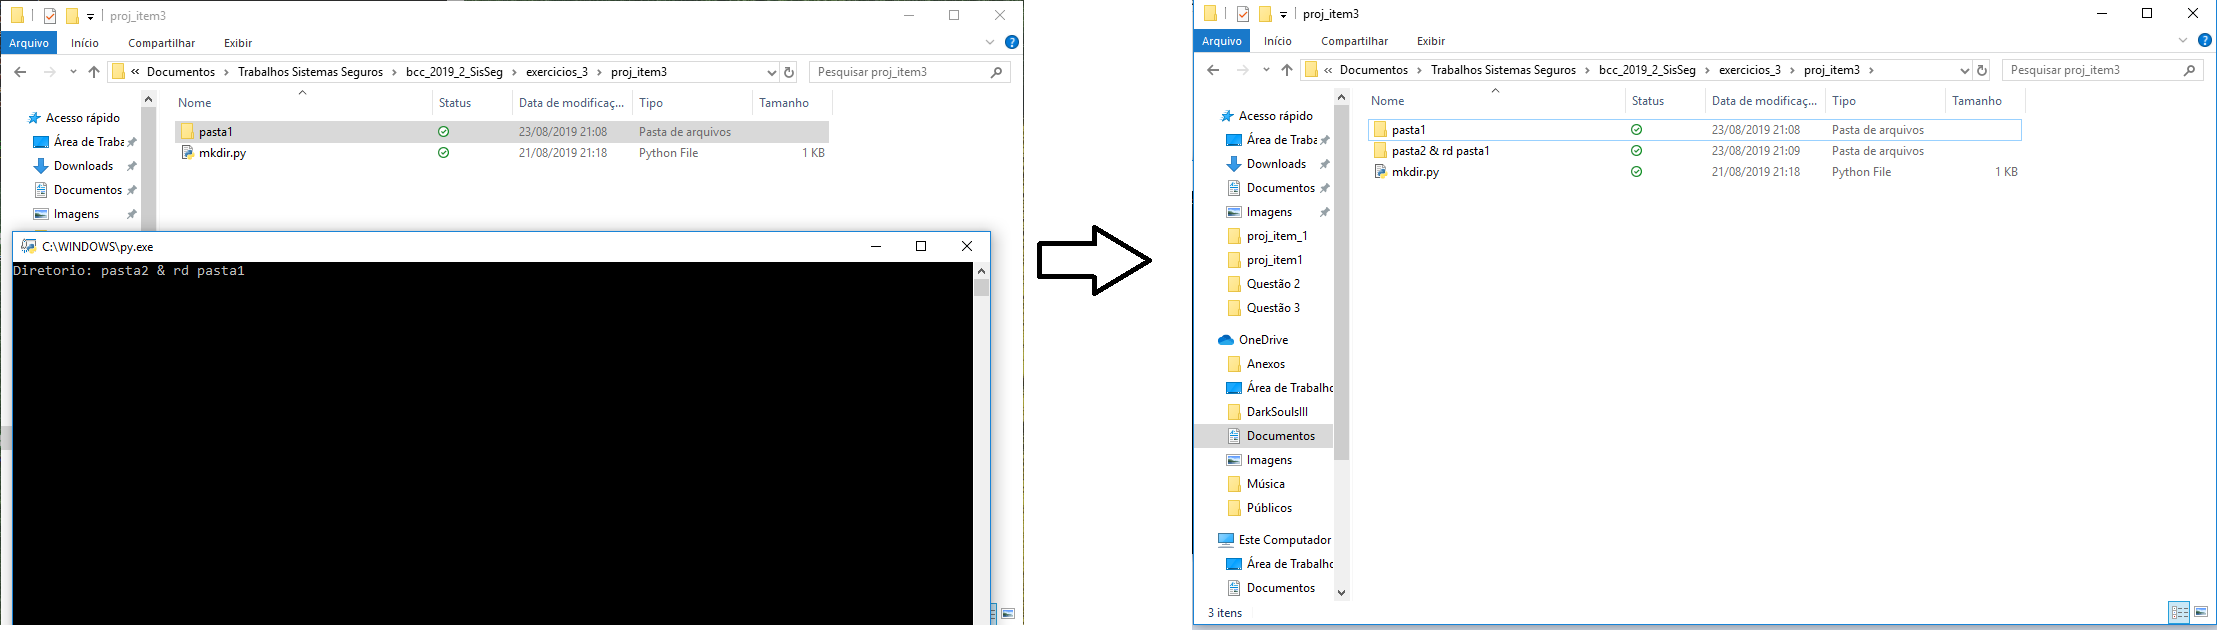 proj_item3
Arquivo Início Compartilhar Exibir
« Documentos > Trabalhos Sistemas Seguros > bcc_2019_2_SisSeg > exercicios_3 > proj_item3
Pesquisar proj_item3
Nome Status Data de modificaç... Tipo Tamanho
Acesso rápido
Área de Traba
Downloads
Documentos
Imagens
pasta1 23/08/2019 21:08 Pasta de arquivos
mkdir.py 21/08/2019 21:18 Python File 1 KB
C:\WINDOWS\py.exe
Diretorio: pasta2 & rd pasta1
proj_item3
Arquivo Início Compartilhar Exibir
« Documentos > Trabalhos Sistemas Seguros > bcc_2019_2_SisSeg > exercicios_3 > proj_item3 >
Pesquisar proj_item3
Nome Status Data de modificaç... Tipo Tamanho
Acesso rápido
Área de Traba
Downloads
Documentos
Imagens
proj_item_1
proj_item1
Questão 2
Questão 3
OneDrive
Anexos
Área de Trabalho
DarkSoulsIII
Documentos
Imagens
Música
Públicos
Este Computador
Área de Trabalho
Documentos
pasta1 23/08/2019 21:08 Pasta de arquivos
pasta2 & rd pasta1 23/08/2019 21:09 Pasta de arquivos
mkdir.py 21/08/2019 21:18 Python File 1 KB
3 itens